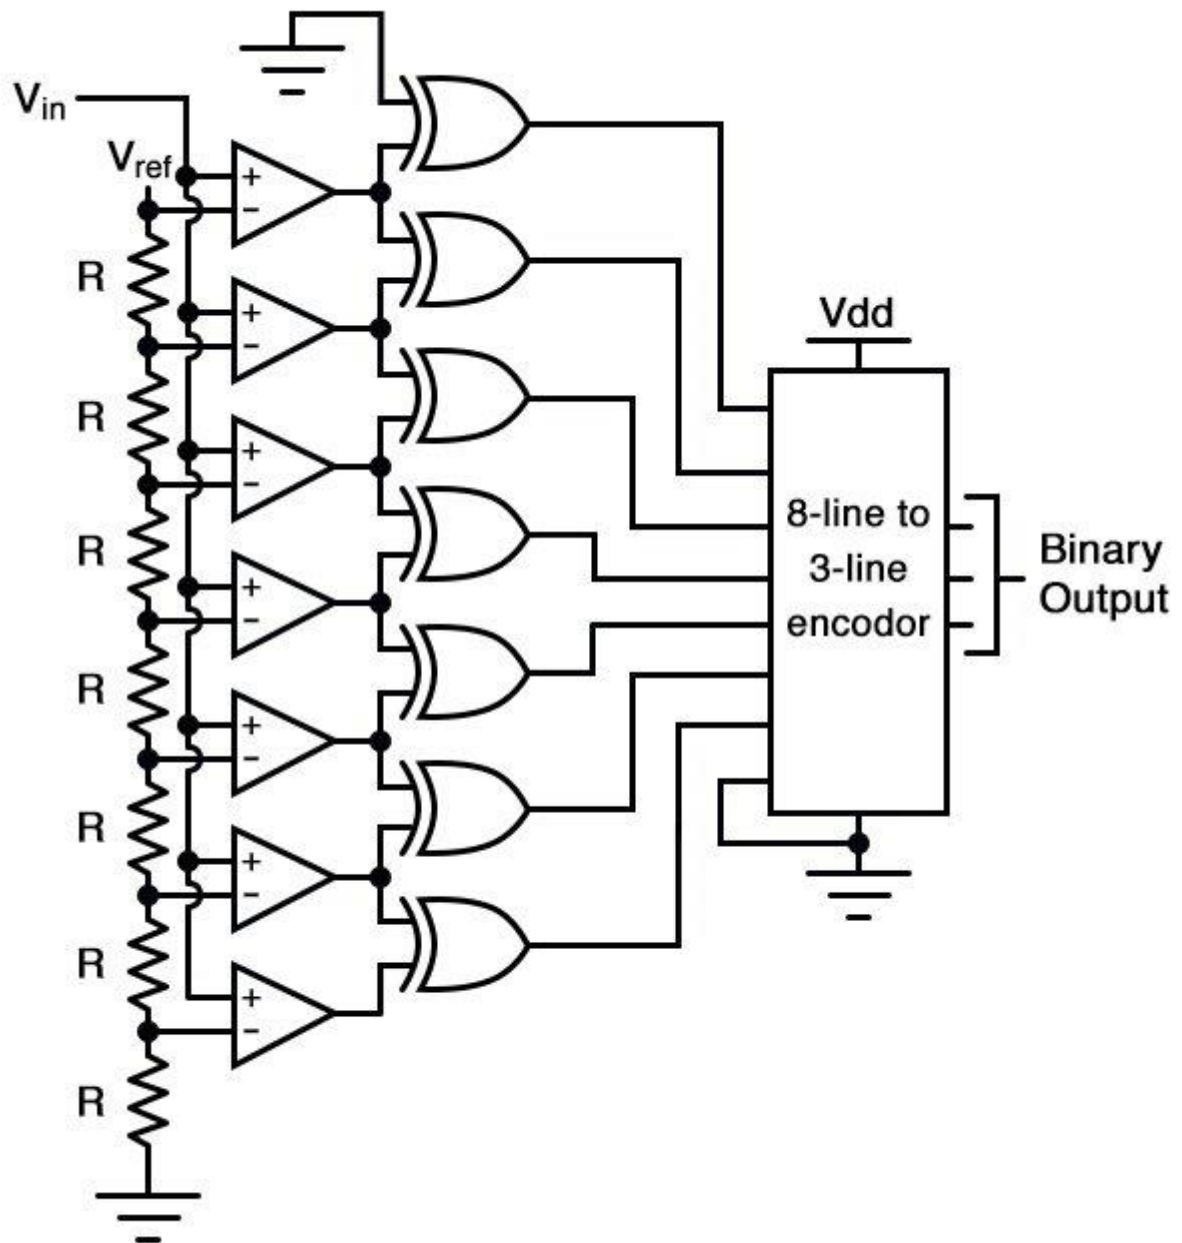 Vin
Vref
+
−
R
+
−
R
+
−
R
+
−
R
+
−
R
+
−
R
+
−
R
Vdd
8-line to
3-line
encodor
Binary
Output